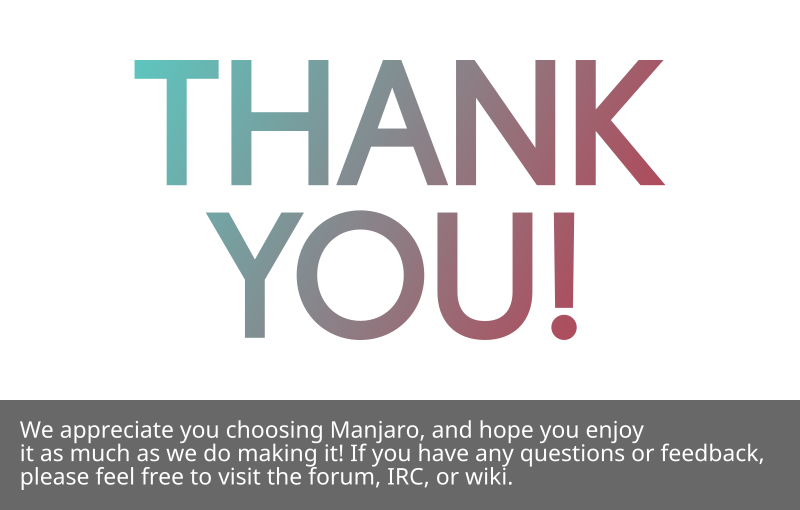 THANK
YOU!
We appreciate you choosing Manjaro, and hope you enjoy
it as much as we do making it! If you have any questions or feedback,
please feel free to visit the forum, IRC, or wiki.